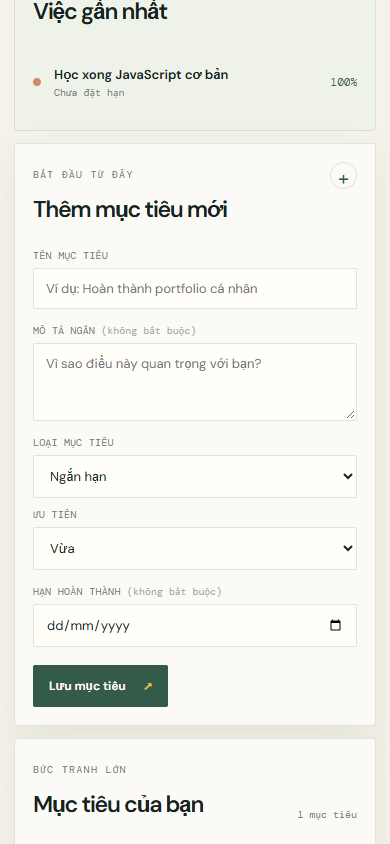 Việc gần nhất
Học xong JavaScript cơ bản
100%
Chưa đặt hạn
BẮT ĐẦU TỪ ĐÂY
+
Thêm mục tiêu mới
TÊN MỤC TIÊU
Ví dụ: Hoàn thành portfolio cá nhân
MÔ TẢ NGẮN (không bắt buộc)
Vì sao điều này quan trọng với bạn?
LOẠI MỤC TIÊU
Ngắn hạn
ƯU TIÊN
Vừa
HẠN HOÀN THÀNH (không bắt buộc)
dd/mm/yyyy
Lưu mục tiêu ↗
BỨC TRANH LỚN
Mục tiêu của bạn
1 mục tiêu